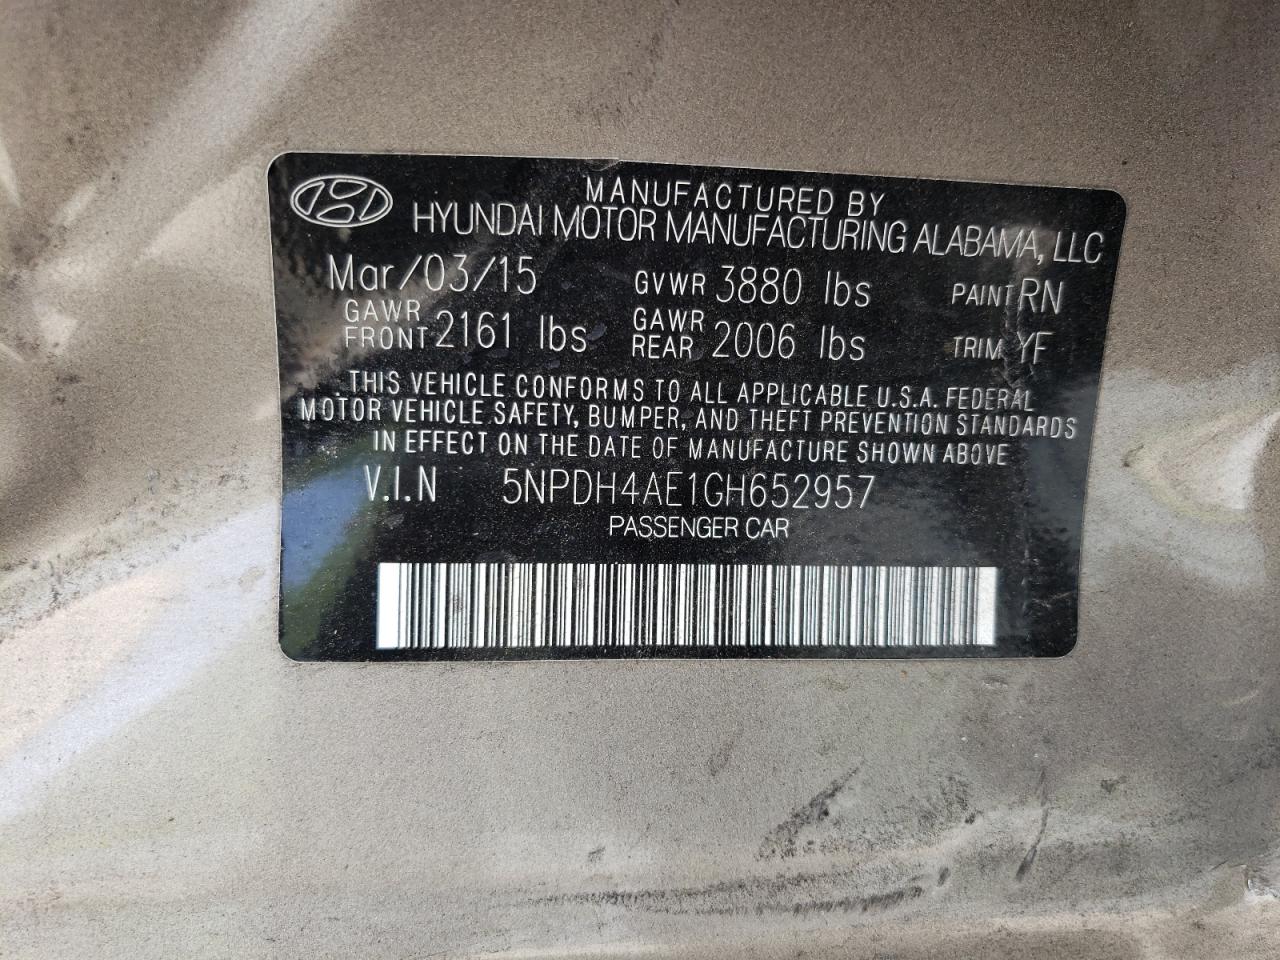 MANUFACTURED BY
HYUNDAI MOTOR MANUFACTURING ALABAMA, LLC
Mar/03/15 GVWR 3880 lbs PAINT RN
GAWR FRONT 2161 lbs GAWR REAR 2006 lbs TRIM YF
THIS VEHICLE CONFORMS TO ALL APPLICABLE U.S.A. FEDERAL
MOTOR VEHICLE SAFETY, BUMPER, AND THEFT PREVENTION STANDARDS
IN EFFECT ON THE DATE OF MANUFACTURE SHOWN ABOVE
V.I.N 5NPDH4AE1GH652957
PASSENGER CAR